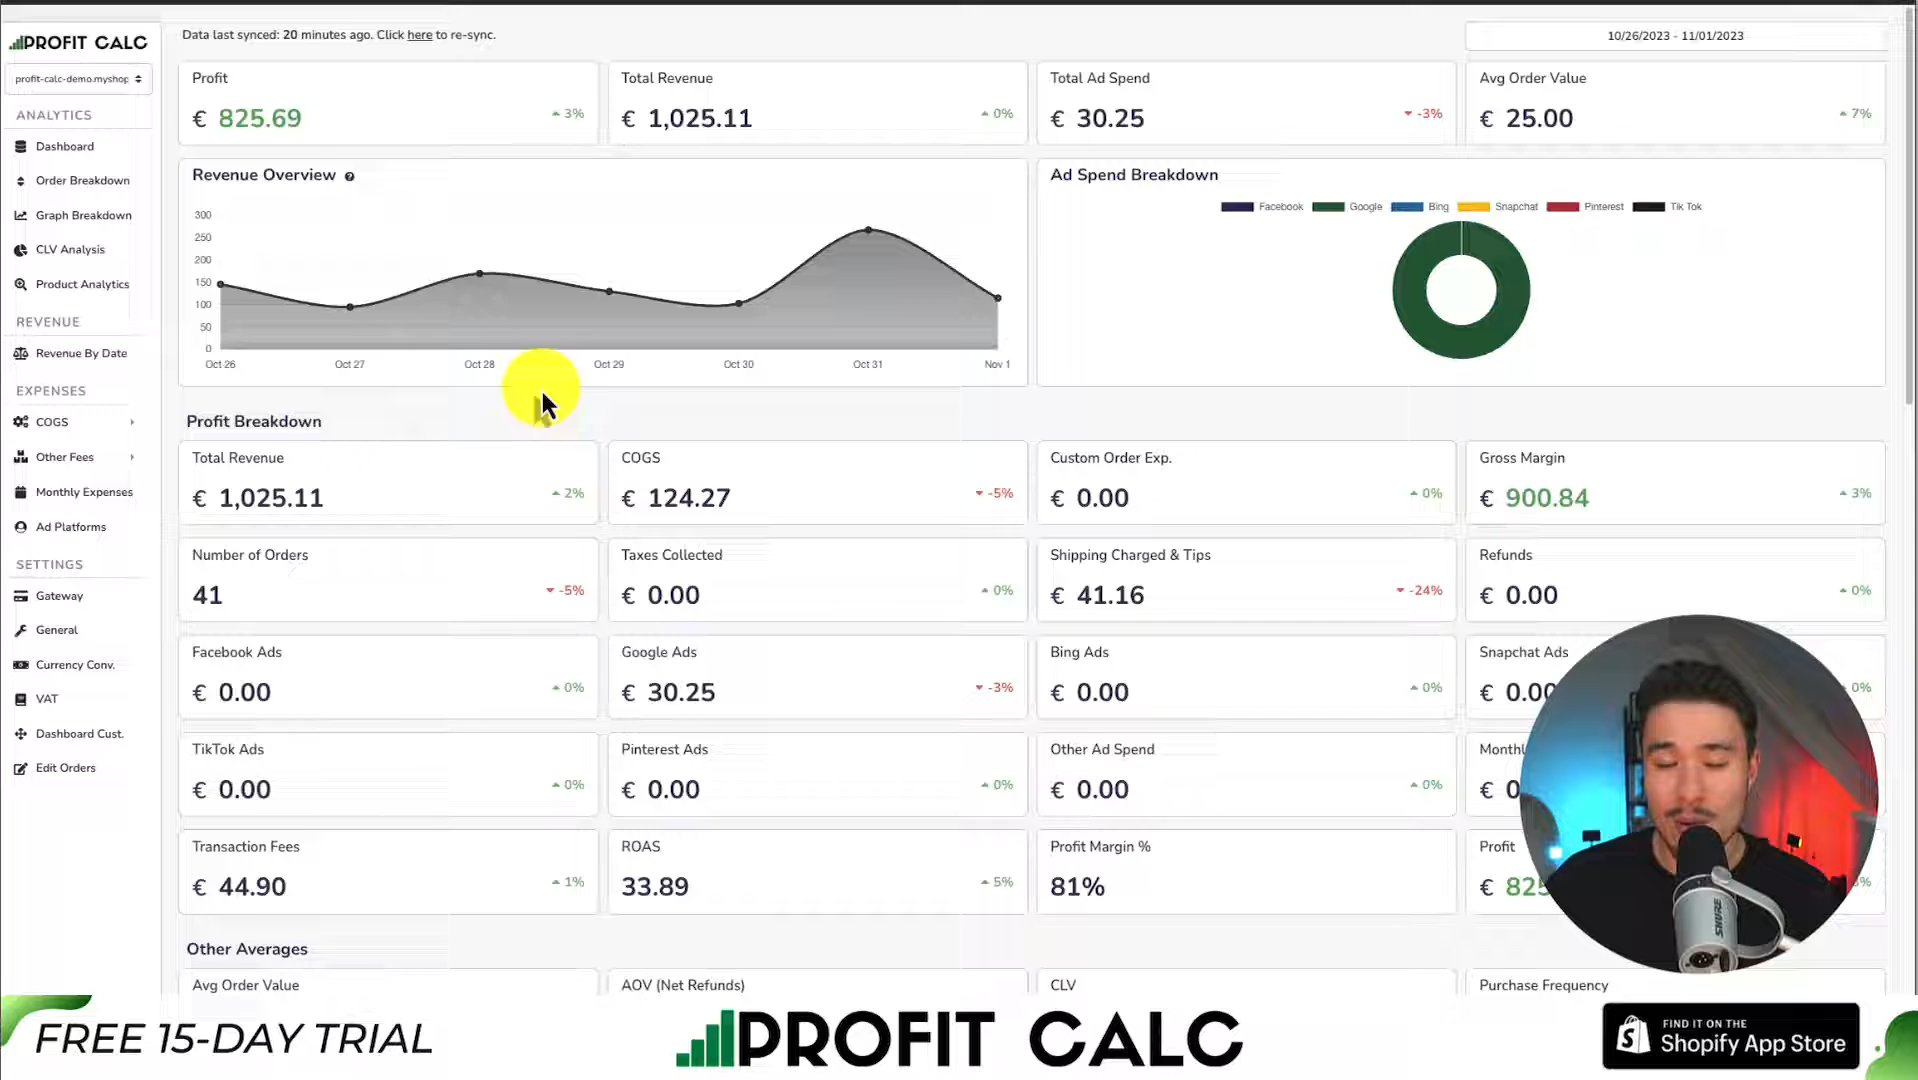 PROFIT CALC
profit-calc-demo.myshop
ANALYTICS
Dashboard
Order Breakdown
Graph Breakdown
CLV Analysis
Product Analytics
REVENUE
Revenue By Date
EXPENSES
COGS
Other Fees
Monthly Expenses
Ad Platforms
SETTINGS
Gateway
General
Currency Conv.
VAT
Dashboard Cust.
Edit Orders
Data last synced: 20 minutes ago. Click here to re-sync.
10/26/2023 - 11/01/2023
Profit
€ 825.69
3%
Total Revenue
€ 1,025.11
0%
Total Ad Spend
€ 30.25
-3%
Avg Order Value
€ 25.00
7%
Revenue Overview
300
250
200
150
100
50
0
Oct 26 Oct 27 Oct 28 Oct 29 Oct 30 Oct 31 Nov 1
Ad Spend Breakdown
Facebook Google Bing Snapchat Pinterest Tik Tok
Profit Breakdown
Total Revenue
€ 1,025.11
2%
COGS
€ 124.27
-5%
Custom Order Exp.
€ 0.00
0%
Gross Margin
€ 900.84
3%
Number of Orders
41
-5%
Taxes Collected
€ 0.00
0%
Shipping Charged & Tips
€ 41.16
-24%
Refunds
€ 0.00
0%
Facebook Ads
€ 0.00
0%
Google Ads
€ 30.25
-3%
Bing Ads
€ 0.00
0%
Snapchat Ads
€ 0.00
0%
TikTok Ads
€ 0.00
0%
Pinterest Ads
€ 0.00
0%
Other Ad Spend
€ 0.00
0%
Transaction Fees
€ 44.90
1%
ROAS
33.89
5%
Profit Margin %
81%
Profit
Other Averages
Avg Order Value
AOV (Net Refunds)
CLV
Purchase Frequency
SHURE
FREE 15-DAY TRIAL
PROFIT CALC
FIND IT ON THE
Shopify App Store